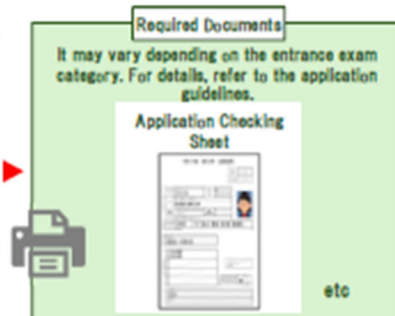 Required Documents
It may vary depending on the entrance exam
category. For details, refer to the application
guidelines.
Application Checking
Sheet
etc